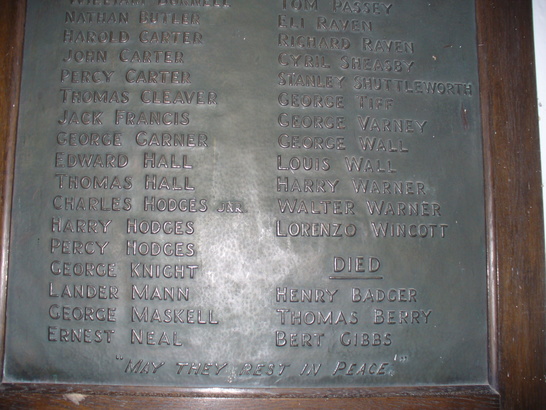 WILLIAM
NATHAN BUTLER
HAROLD CARTER
JOHN CARTER
PERCY CARTER
THOMAS CLEAVER
JACK FRANCIS
GEORGE GARNER
EDWARD HALL
THOMAS HALL
CHARLES HODGES JNR.
HARRY HODGES
PERCY HODGES
GEORGE KNIGHT
LANDER MANN
GEORGE MASKELL
ERNEST NEAL
TOM PASSEY
ELI RAVEN
RICHARD RAVEN
CYRIL SHEASBY
STANLEY SHUTTLEWORTH
GEORGE TIFF
GEORGE VARNEY
GEORGE WALL
LOUIS WALL
HARRY WARNER
WALTER WARNER
LORENZO WINCOTT
DIED
HENRY BADGER
THOMAS BERRY
BERT GIBBS
"MAY THEY REST IN PEACE."